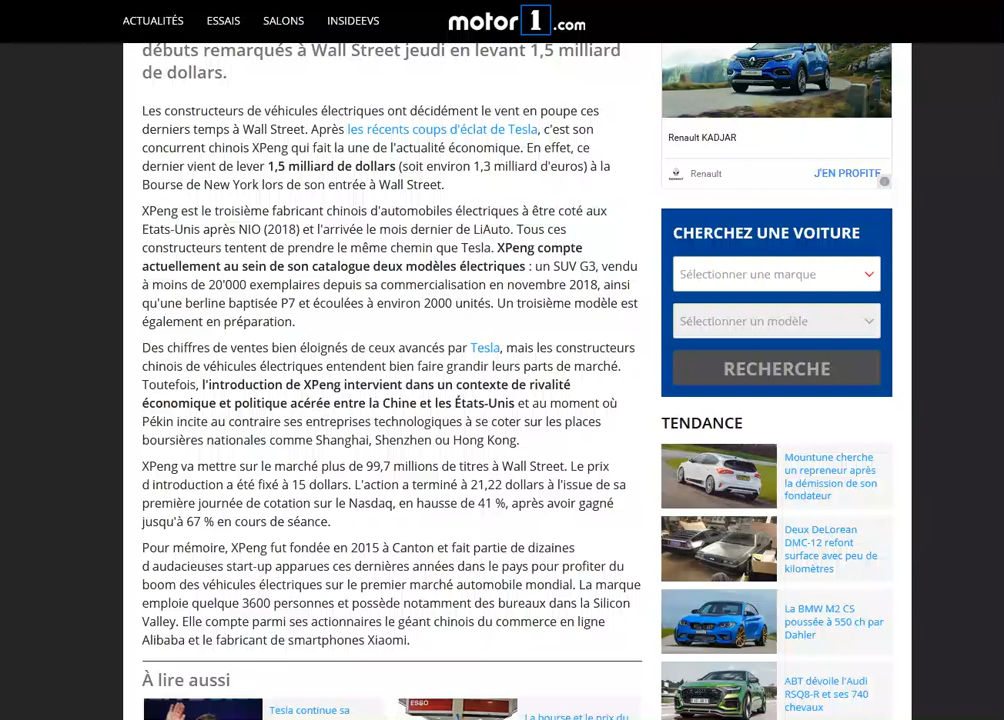 ACTUALITÉS ESSAIS SALONS INSIDEEVS
motor1.com
débuts remarqués à Wall Street jeudi en levant 1,5 milliard
de dollars.
Les constructeurs de véhicules électriques ont décidément le vent en poupe ces
derniers temps à Wall Street. Après les récents coups d'éclat de Tesla, c'est son
concurrent chinois XPeng qui fait la une de l'actualité économique. En effet, ce
dernier vient de lever 1,5 milliard de dollars (soit environ 1,3 milliard d'euros) à la
Bourse de New York lors de son entrée à Wall Street.
XPeng est le troisième fabricant chinois d'automobiles électriques à être coté aux
Etats-Unis après NIO (2018) et l'arrivée le mois dernier de LiAuto. Tous ces
constructeurs tentent de prendre le même chemin que Tesla. XPeng compte
actuellement au sein de son catalogue deux modèles électriques : un SUV G3, vendu
à moins de 20'000 exemplaires depuis sa commercialisation en novembre 2018, ainsi
qu'une berline baptisée P7 et écoulées à environ 2000 unités. Un troisième modèle est
également en préparation.
Des chiffres de ventes bien éloignés de ceux avancés par Tesla, mais les constructeurs
chinois de véhicules électriques entendent bien faire grandir leurs parts de marché.
Toutefois, l'introduction de XPeng intervient dans un contexte de rivalité
économique et politique acérée entre la Chine et les États-Unis et au moment où
Pékin incite au contraire ses entreprises technologiques à se coter sur les places
boursières nationales comme Shanghai, Shenzhen ou Hong Kong.
XPeng va mettre sur le marché plus de 99,7 millions de titres à Wall Street. Le prix
d introduction a été fixé à 15 dollars. L'action a terminé à 21,22 dollars à l'issue de sa
première journée de cotation sur le Nasdaq, en hausse de 41 %, après avoir gagné
jusqu'à 67 % en cours de séance.
Pour mémoire, XPeng fut fondée en 2015 à Canton et fait partie de dizaines
d audacieuses start-up apparues ces dernières années dans le pays pour profiter du
boom des véhicules électriques sur le premier marché automobile mondial. La marque
emploie quelque 3600 personnes et possède notamment des bureaux dans la Silicon
Valley. Elle compte parmi ses actionnaires le géant chinois du commerce en ligne
Alibaba et le fabricant de smartphones Xiaomi.
À lire aussi
Tesla continue sa
ESSO
La bourse et le prix du
Renault KADJAR
Renault
J'EN PROFITE
CHERCHEZ UNE VOITURE
Sélectionner une marque
Sélectionner un modèle
RECHERCHE
TENDANCE
Mountune cherche
un repreneur après
la démission de son
fondateur
Deux DeLorean
DMC-12 refont
surface avec peu de
kilomètres
La BMW M2 CS
poussée à 550 ch par
Dahler
ABT dévoile l'Audi
RSQ8-R et ses 740
chevaux